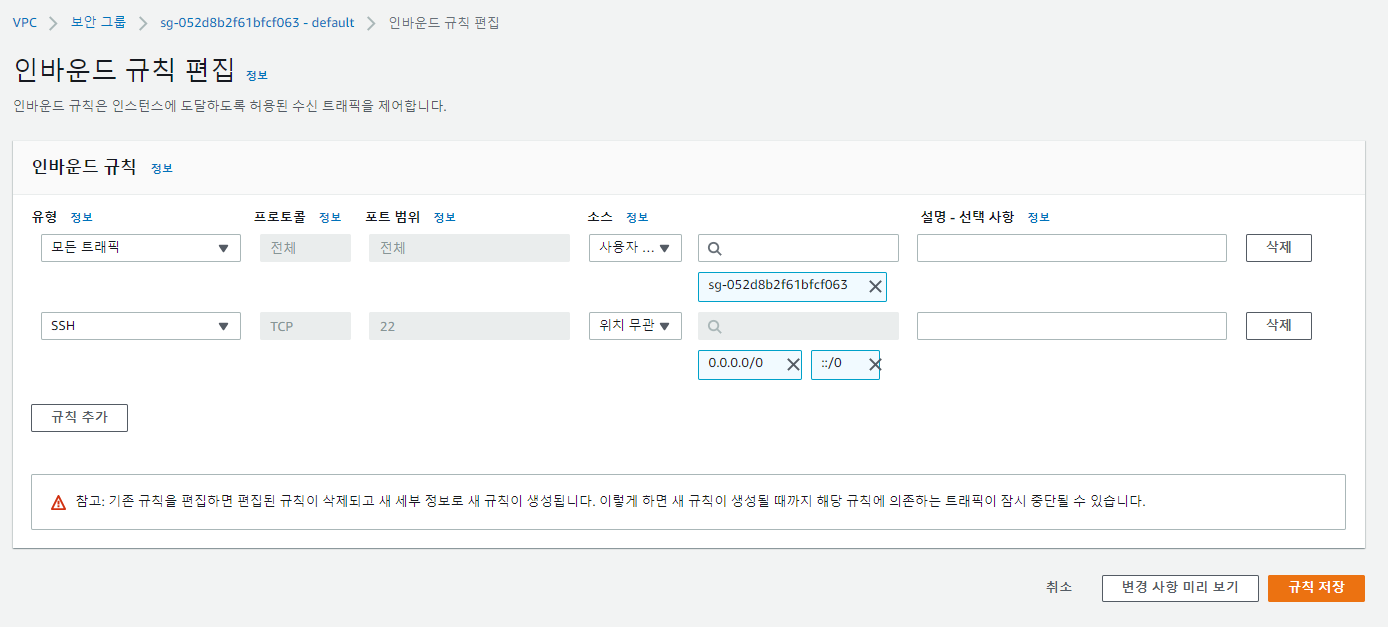 VPC > 보안 그룹 > sg-052d8b2f61bfcf063 - default > 인바운드 규칙 편집
인바운드 규칙 편집 정보
인바운드 규칙은 인스턴스에 도달하도록 허용된 수신 트래픽을 제어합니다.
인바운드 규칙 정보
유형 정보 프로토콜 정보 포트 범위 정보 소스 정보 설명 - 선택 사항 정보
모든 트래픽 전체 전체 사용자 ... 삭제
sg-052d8b2f61bfcf063
SSH TCP 22 위치 무관 삭제
0.0.0.0/0 ::/0
규칙 추가
참고: 기존 규칙을 편집하면 편집된 규칙이 삭제되고 새 세부 정보로 새 규칙이 생성됩니다. 이렇게 하면 새 규칙이 생성될 때까지 해당 규칙에 의존하는 트래픽이 잠시 중단될 수 있습니다.
취소 변경 사항 미리 보기 규칙 저장